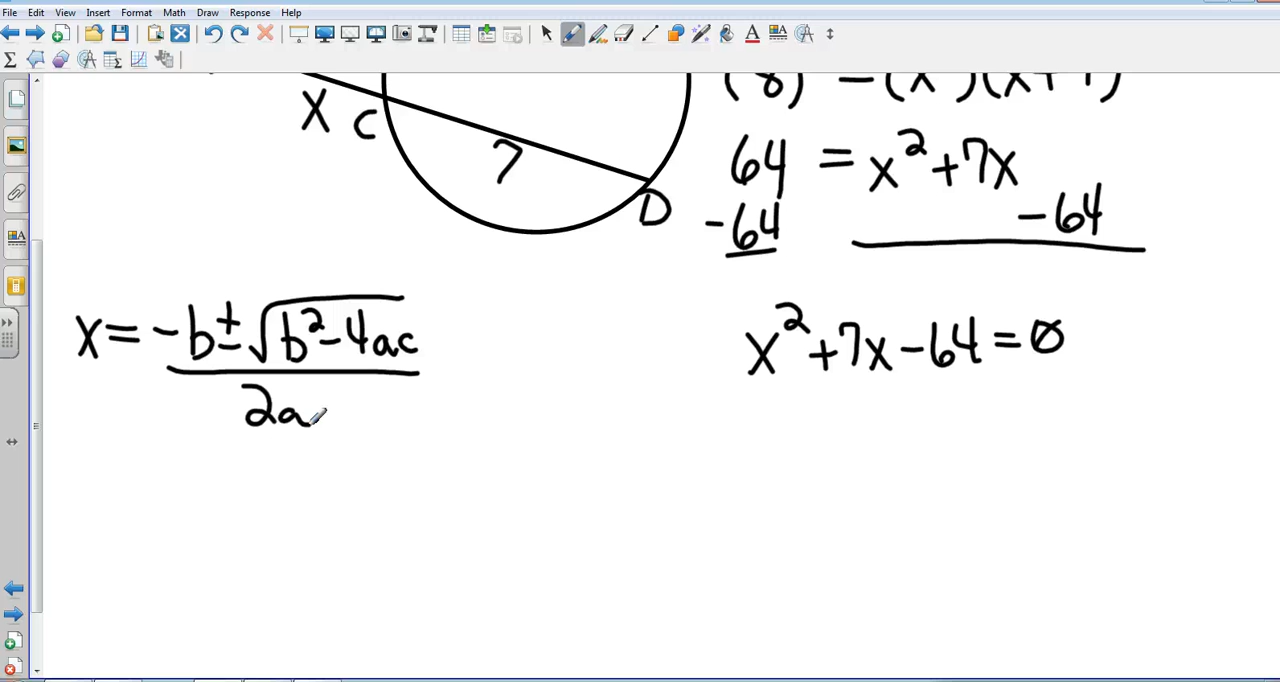 File Edit View Insert Format Math Draw Response Help
X C
7
D
64 = x²+7x
-64 -64
x²+7x-64=0
X= -b±√b²-4ac
2a